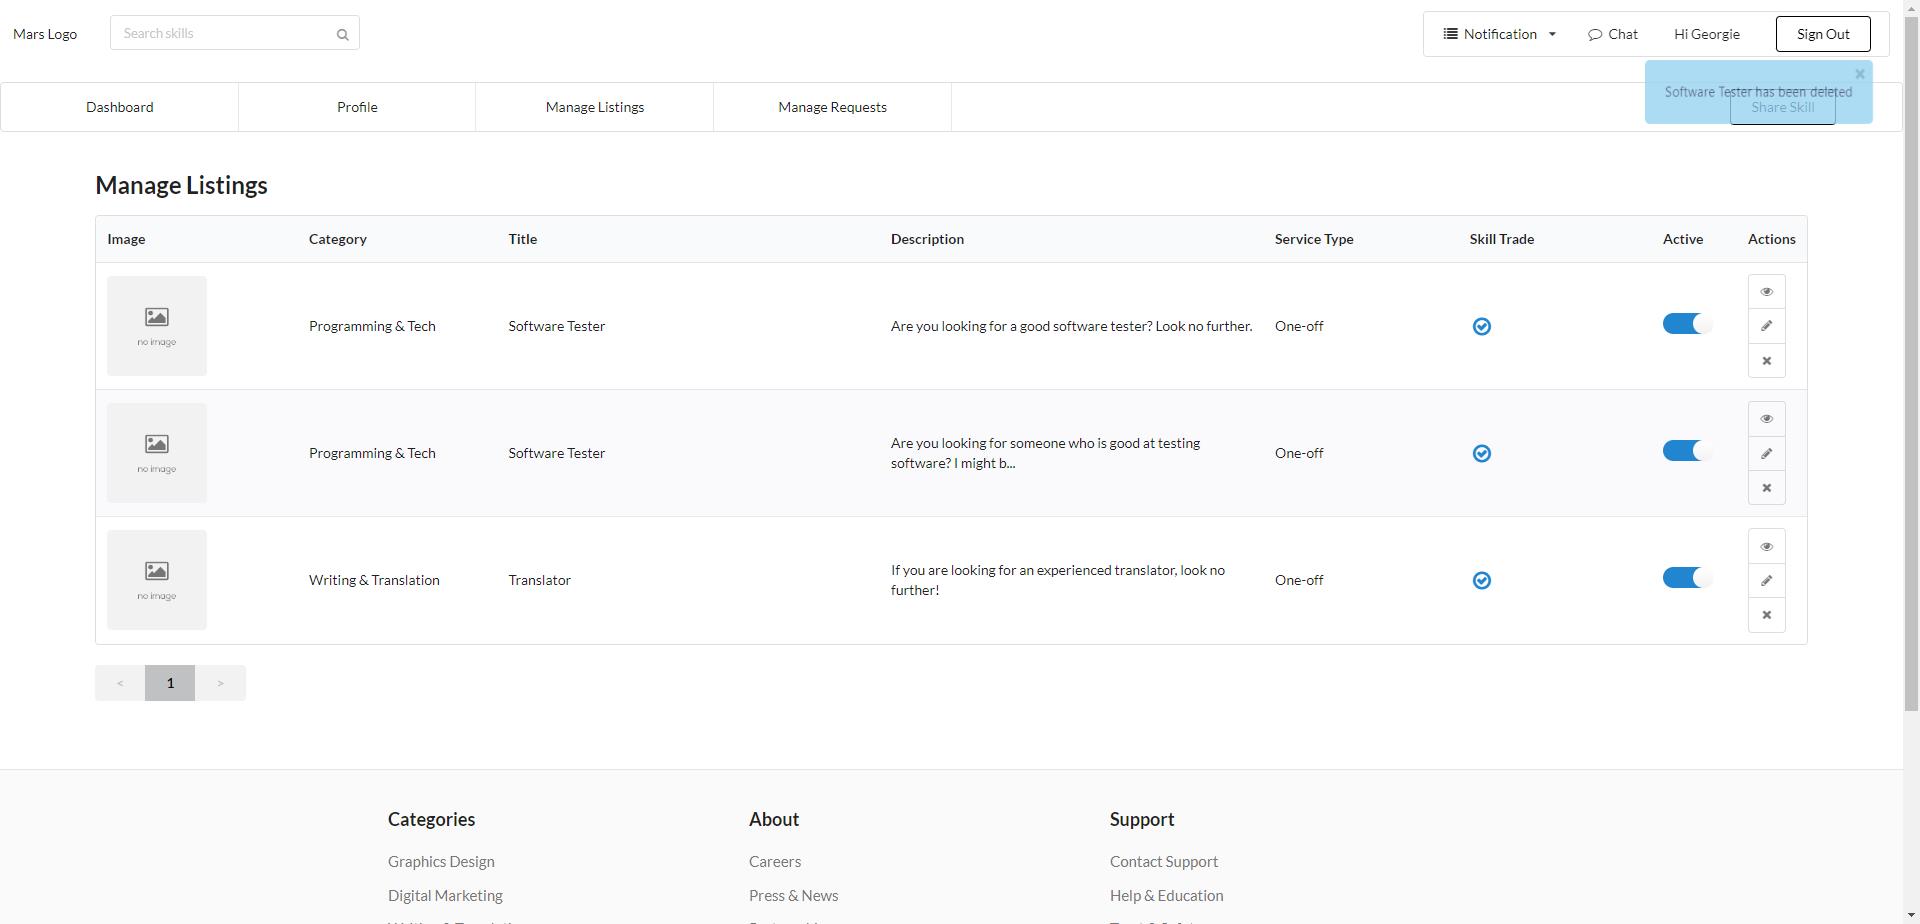 Mars Logo
Search skills
Notification
Chat
Hi Georgie
Sign Out
Dashboard
Profile
Manage Listings
Manage Requests
Software Tester has been deleted
Share Skill
Manage Listings
Image
Category
Title
Description
Service Type
Skill Trade
Active
Actions
no image
Programming & Tech
Software Tester
Are you looking for a good software tester? Look no further.
One-off
no image
Programming & Tech
Software Tester
Are you looking for someone who is good at testing
software? I might b...
One-off
no image
Writing & Translation
Translator
If you are looking for an experienced translator, look no
further!
One-off
<
1
>
Categories
About
Support
Graphics Design
Careers
Contact Support
Digital Marketing
Press & News
Help & Education